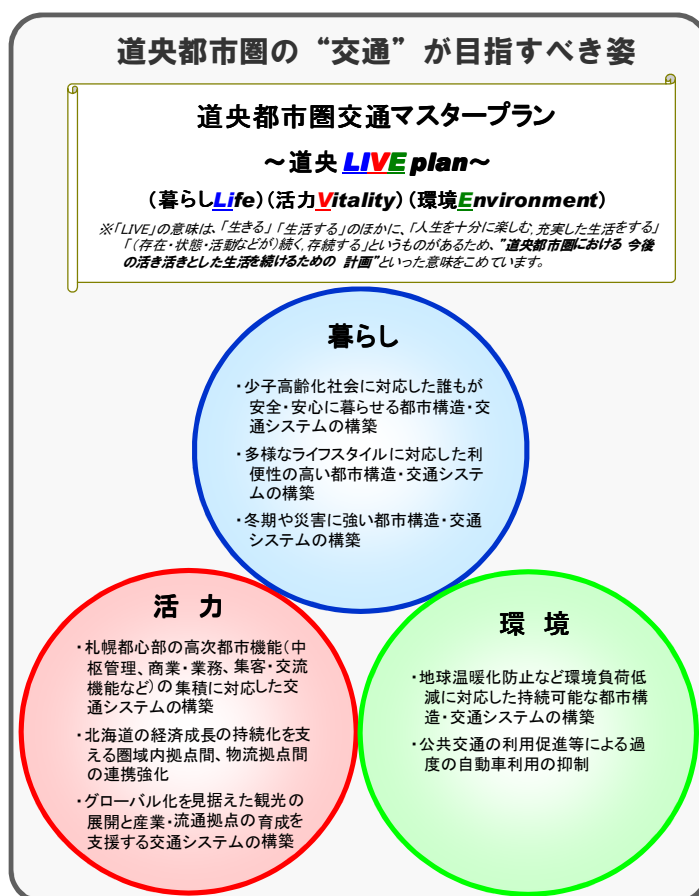 道央都市圏の“交通”が目指すべき姿
道央都市圏交通マスタープラン
～道央LIVE plan～
（暮らしLife）（活力Vitality）（環境Environment）
※「LIVE」の意味は、「生きる」「生活する」のほかに、「人生を十分に楽しむ、充実した生活をする」
「（存在・状態・活動などが）続く、存続する」というものがあるため、”道央都市圏における 今後
の活き活きとした生活を続けるための 計画”といった意味をこめています。
暮らし
・少子高齢化社会に対応した誰もが
安全・安心に暮らせる都市構造・交
通システムの構築
・多様なライフスタイルに対応した利
便性の高い都市構造・交通システ
ムの構築
・冬期や災害に強い都市構造・交通
システムの構築
活 力
・札幌都心部の高次都市機能（中
枢管理、商業・業務、集客・交流
機能など）の集積に対応した交
通システムの構築
・北海道の経済成長の持続化を支
える圏域内拠点間、物流拠点間
の連携強化
・グローバル化を見据えた観光の
展開と産業・流通拠点の育成を
支援する交通システムの構築
環 境
・地球温暖化防止など環境負荷低
減に対応した持続可能な都市構
造・交通システムの構築
・公共交通の利用促進等による過
度の自動車利用の抑制